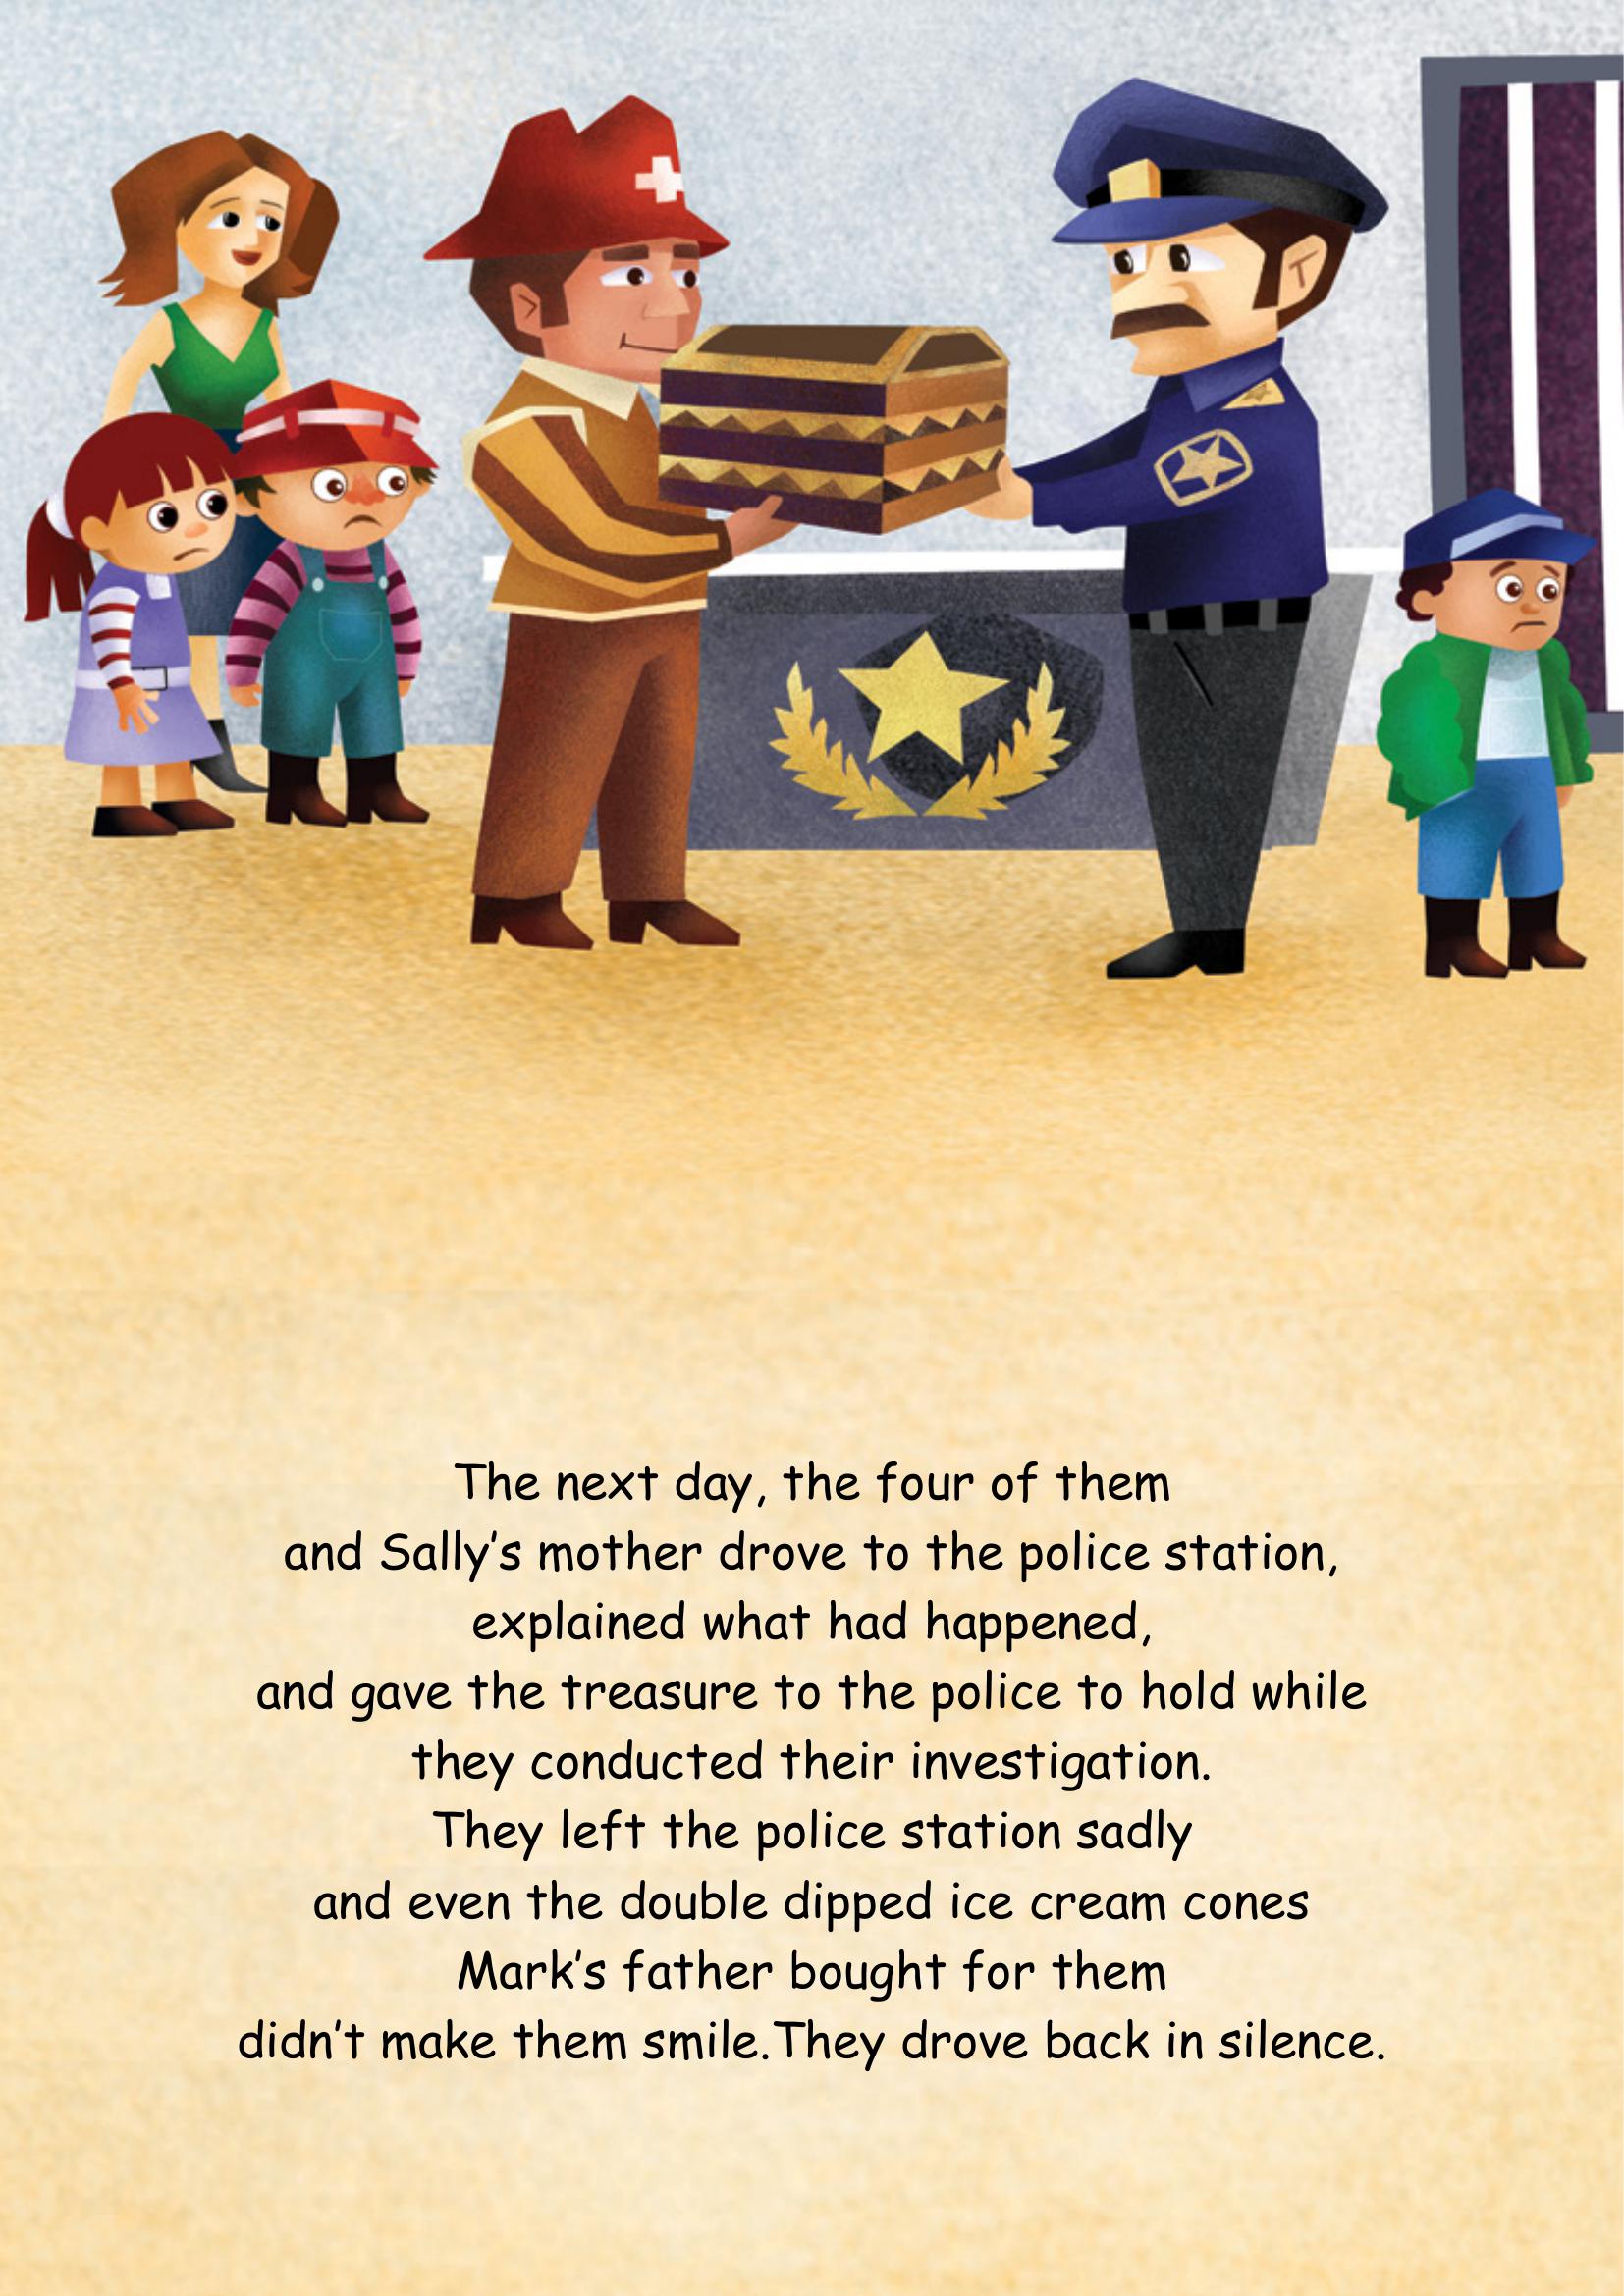 The next day, the four of them
and Sally’s mother drove to the police station,
explained what had happened,
and gave the treasure to the police to hold while
they conducted their investigation.
They left the police station sadly
and even the double dipped ice cream cones
Mark’s father bought for them
didn’t make them smile.They drove back in silence.